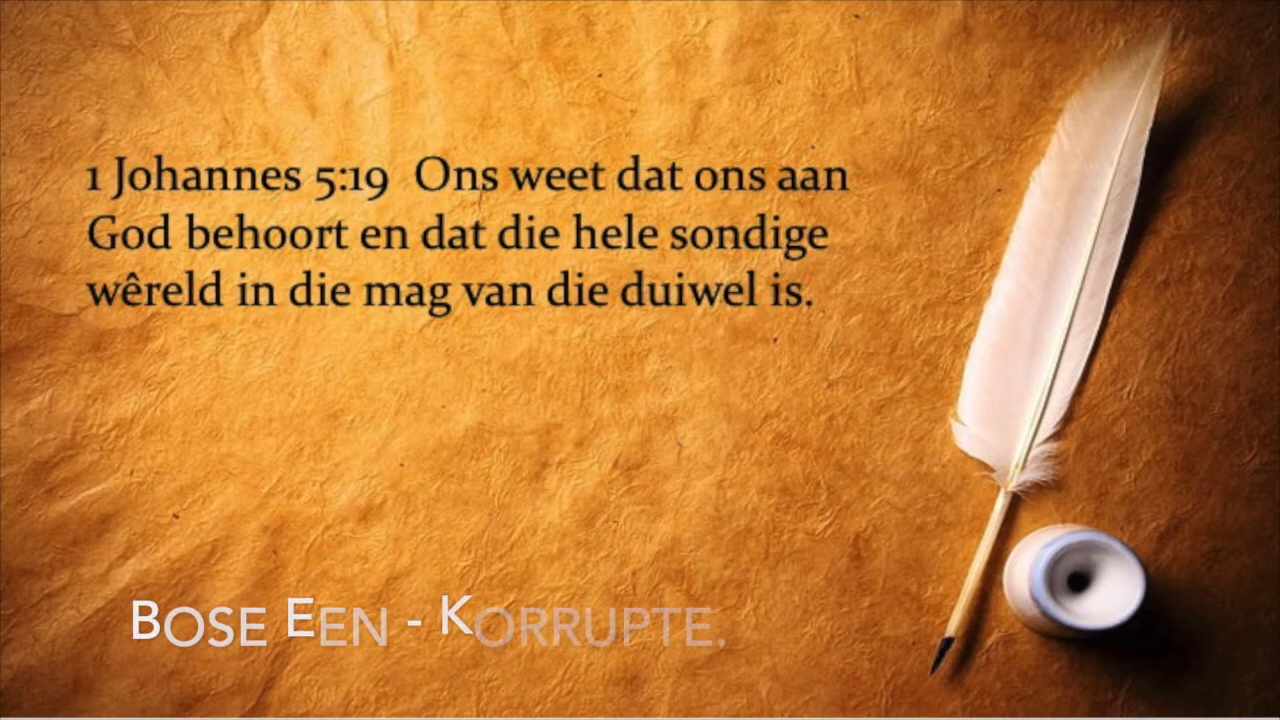 1 Johannes 5:19 Ons weet dat ons aan
God behoort en dat die hele sondige
wêreld in die mag van die duiwel is.
BOSE EEN - KORRUPTE.